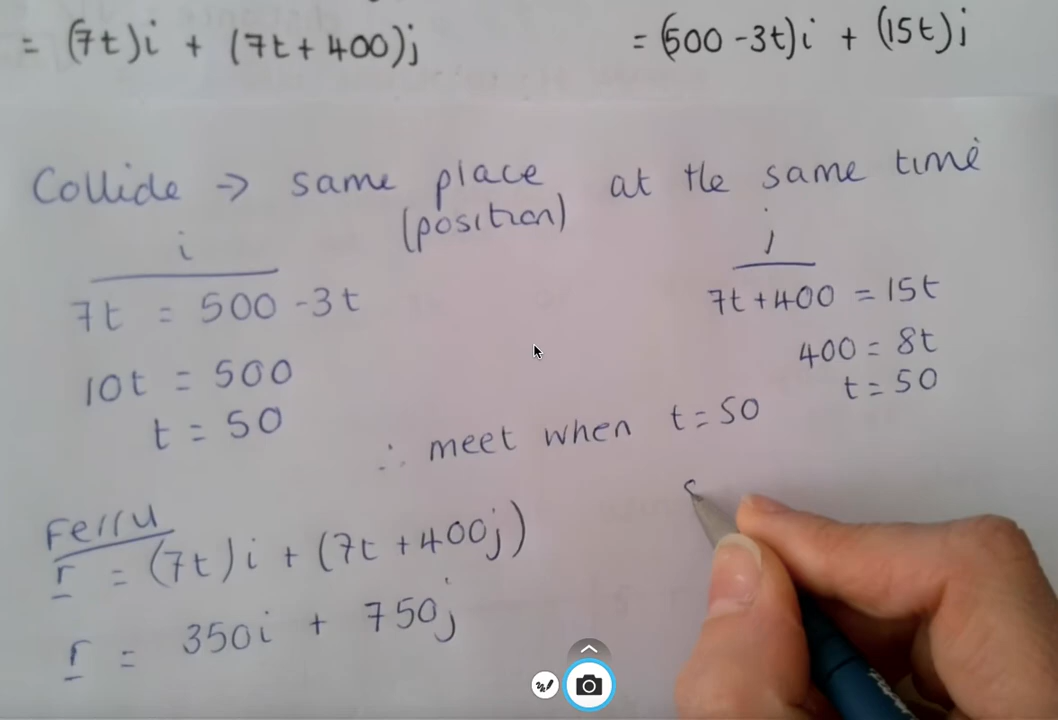 = (7t)i + (7t+400)j
= (500-3t)i + (15t)j
Collide → same place at the same time
(position)
i
7t = 500 -3t
10t = 500
t = 50
j
7t+400 = 15t
400 = 8t
t = 50
∴ meet when t=50
Ferry
r = (7t)i + (7t+400j)
r = 350i + 750j